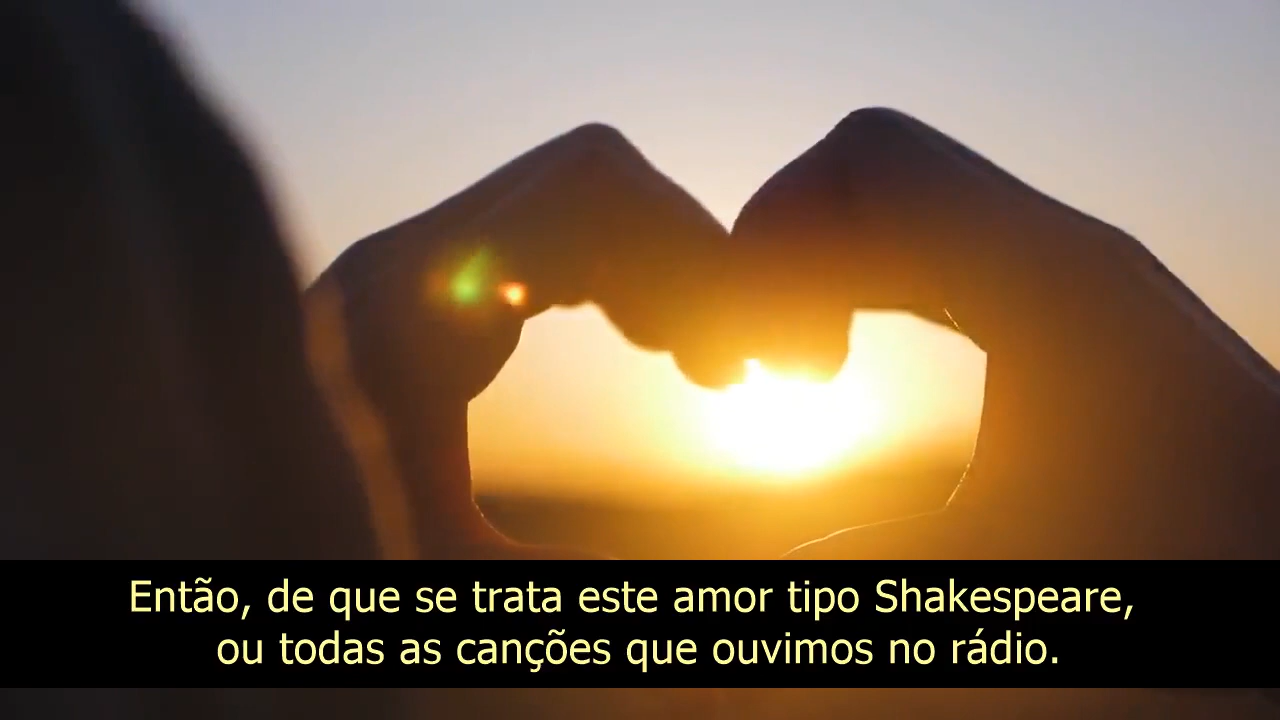 Então, de que se trata este amor tipo Shakespeare,
ou todas as canções que ouvimos no rádio.